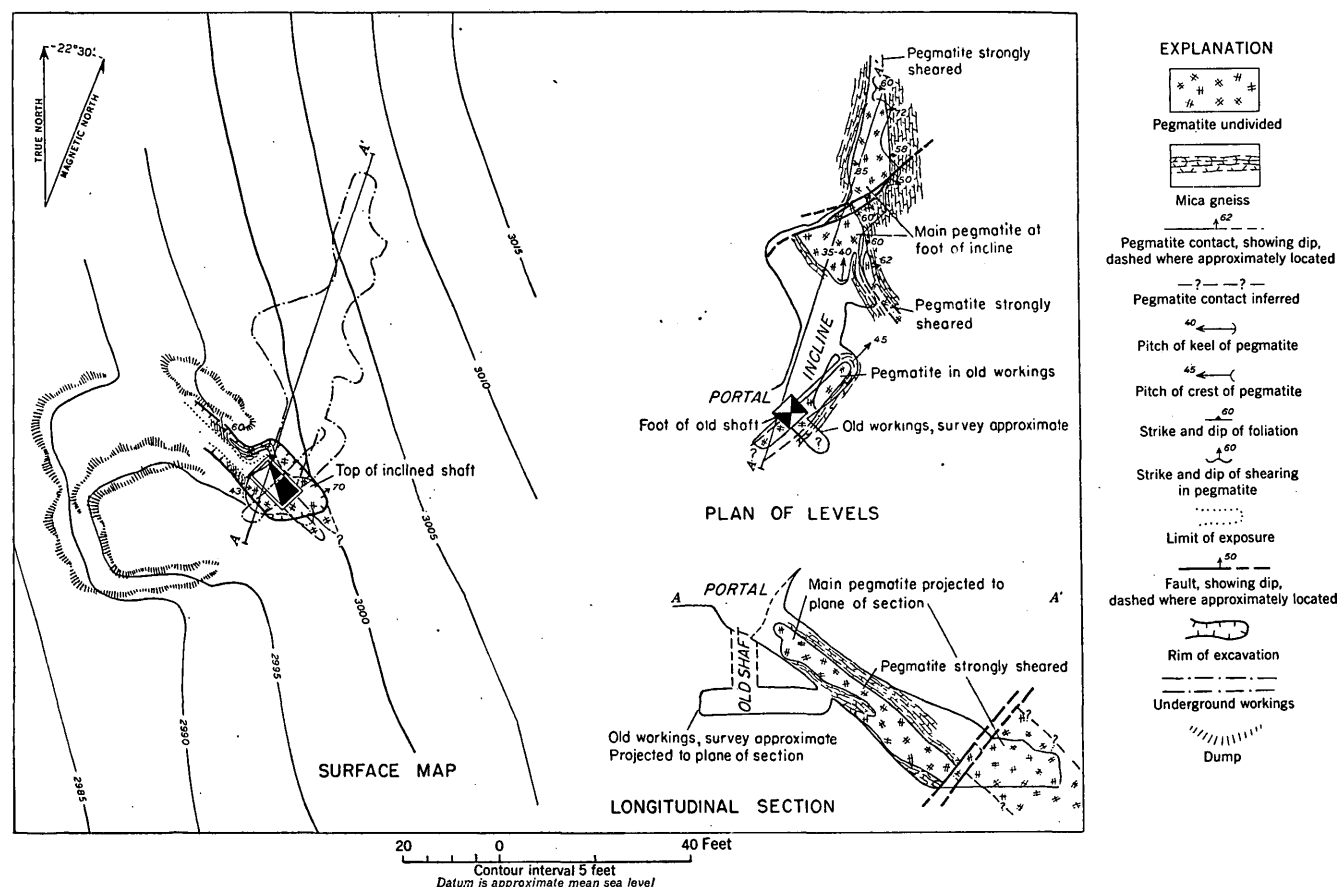 -22°30'
TRUE NORTH
MAGNETIC NORTH
A'
3015
3010
3005
3000
2995
2990
2985
60
43
70
Top of inclined shaft
A
?
SURFACE MAP
Pegmatite strongly
sheared
A'
60
72
58
50
85
60
Main pegmatite at
foot of incline
60
35-40
62
Pegmatite strongly
sheared
INCLINE
45
Pegmatite in old workings
PORTAL
Foot of old shaft
Old workings, survey approximate
?
?
A
PLAN OF LEVELS
PORTAL
Main pegmatite projected to
plane of section
A
A'
Pegmatite strongly sheared
OLD SHAFT
Old workings, survey approximate
Projected to plane of section
?
?
?
?
LONGITUDINAL SECTION
EXPLANATION
Pegmatite undivided
Mica gneiss
62
Pegmatite contact, showing dip,
dashed where approximately located
—?— —?—
Pegmatite contact inferred
40
Pitch of keel of pegmatite
45
Pitch of crest of pegmatite
60
Strike and dip of foliation
60
Strike and dip of shearing
in pegmatite
Limit of exposure
50
Fault, showing dip,
dashed where approximately located
Rim of excavation
Underground workings
Dump
20 0 40 Feet
Contour interval 5 feet
Datum is approximate mean sea level